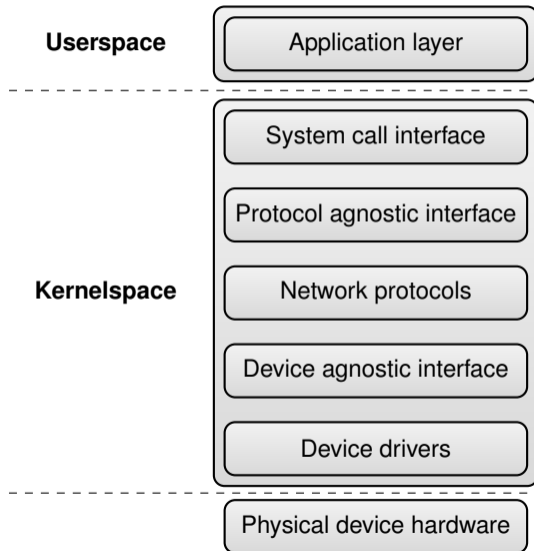 Userspace
Application layer
System call interface
Protocol agnostic interface
Kernelspace
Network protocols
Device agnostic interface
Device drivers
Physical device hardware